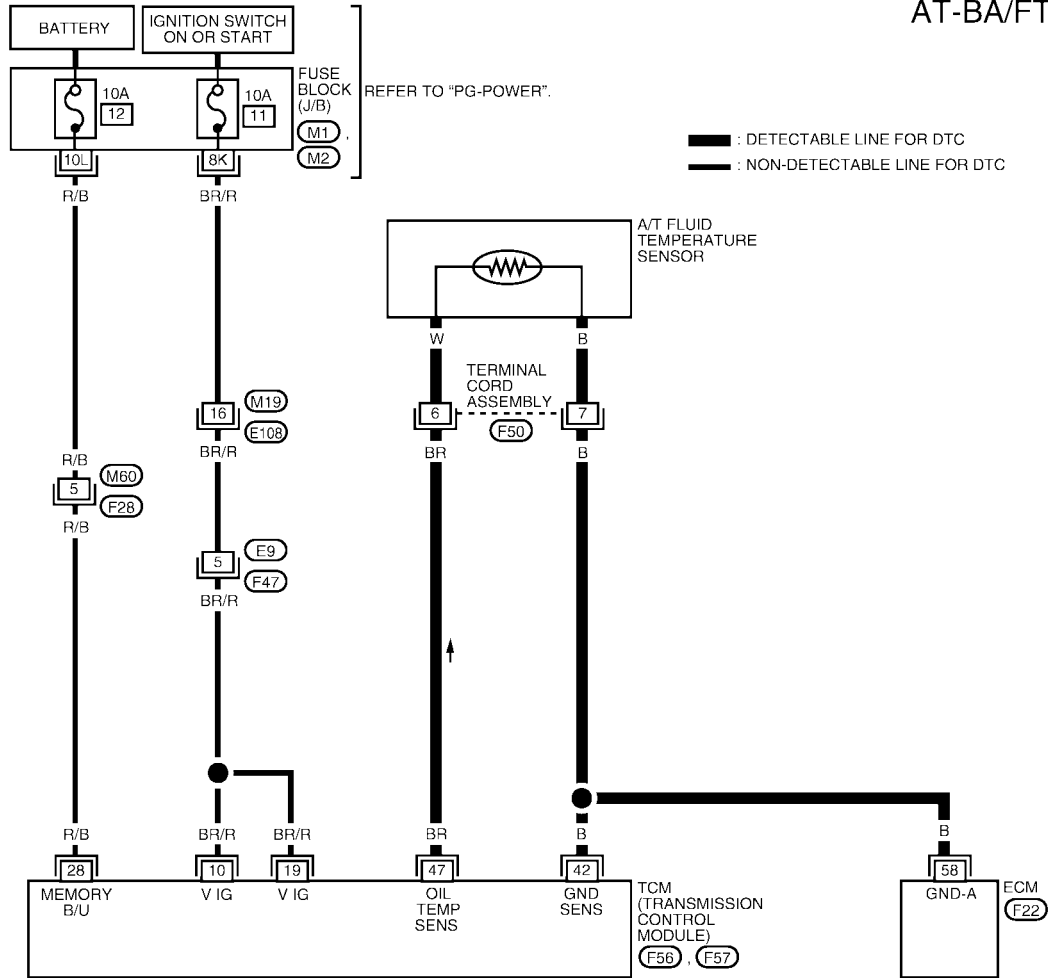 AT-BA/FT
BATTERY
IGNITION SWITCH
ON OR START
10A
12
10A
11
FUSE
BLOCK
(J/B)
M1 ,
M2
REFER TO “PG-POWER”.
: DETECTABLE LINE FOR DTC
: NON-DETECTABLE LINE FOR DTC
10L
8K
R/B
BR/R
A/T FLUID
TEMPERATURE
SENSOR
W
B
TERMINAL
CORD
ASSEMBLY
6
7
F50
BR
B
16
M19
E108
BR/R
R/B
5
M60
F28
R/B
5
E9
F47
BR/R
R/B
BR/R
BR/R
BR
B
B
28
10
19
47
42
58
MEMORY
B/U
V IG
V IG
OIL
TEMP
SENS
GND
SENS
TCM
(TRANSMISSION
CONTROL
MODULE)
F56 , F57
GND-A
ECM
F22